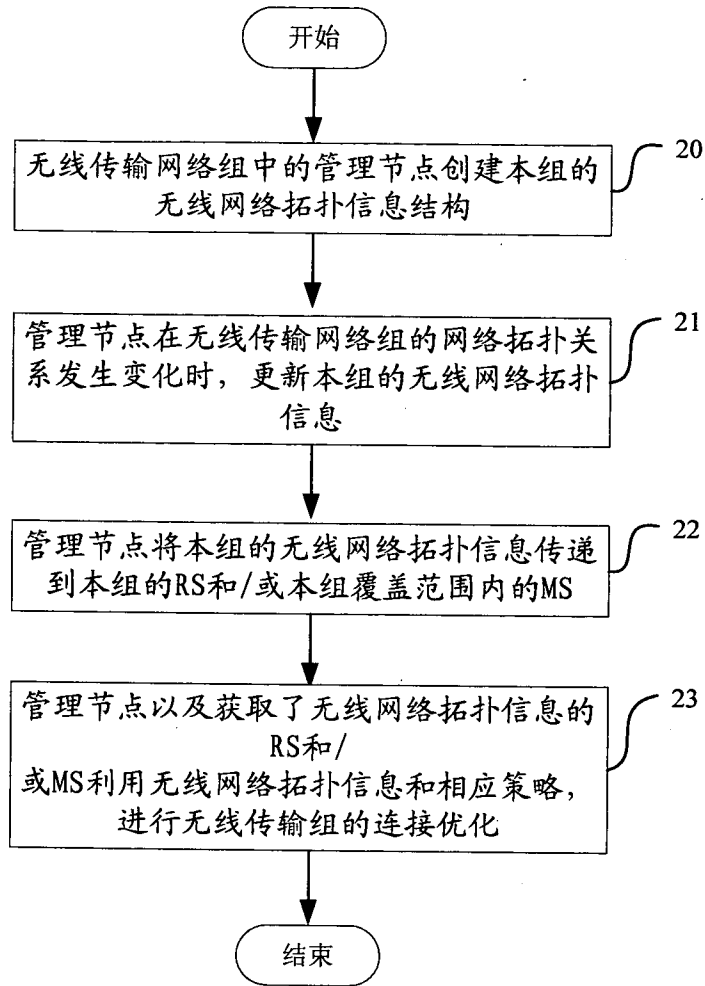 开始
无线传输网络组中的管理节点创建本组的
无线网络拓扑信息结构
20
管理节点在无线传输网络组的网络拓扑关
系发生变化时，更新本组的无线网络拓扑
信息
21
管理节点将本组的无线网络拓扑信息传递
到本组的RS和/或本组覆盖范围内的MS
22
管理节点以及获取了无线网络拓扑信息的
RS和/
或MS利用无线网络拓扑信息和相应策略，
进行无线传输组的连接优化
23
结束